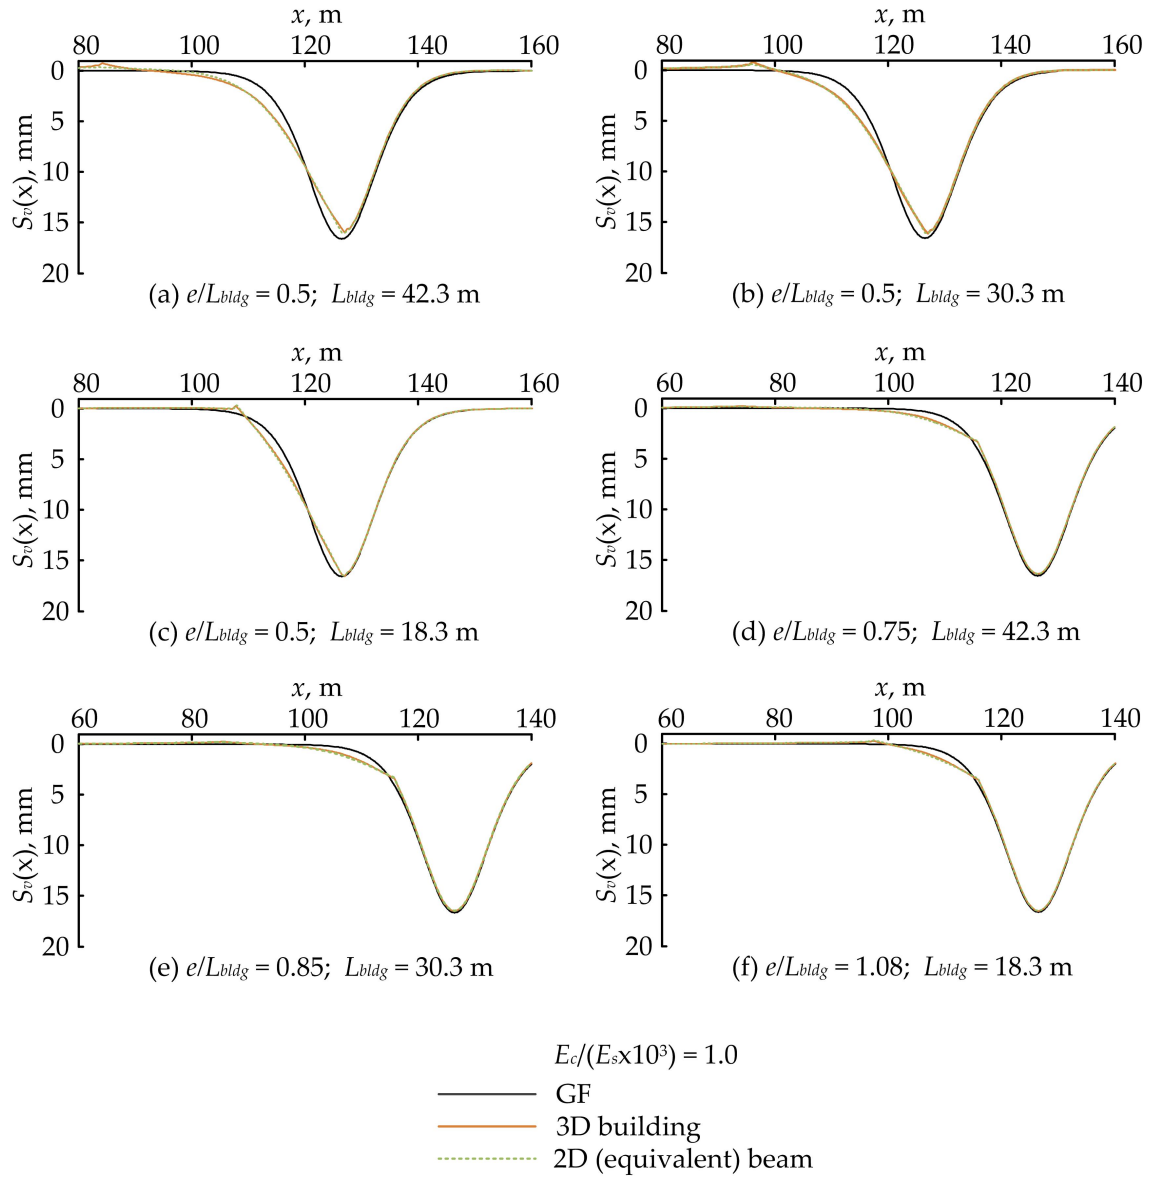 x, m
80 100 120 140 160
0
5
10
15
20
Sv(x), mm
(a) e/Lbldg = 0.5; Lbldg = 42.3 m
x, m
80 100 120 140 160
0
5
10
15
20
Sv(x), mm
(b) e/Lbldg = 0.5; Lbldg = 30.3 m
x, m
80 100 120 140 160
0
5
10
15
20
Sv(x), mm
(c) e/Lbldg = 0.5; Lbldg = 18.3 m
x, m
60 80 100 120 140
0
5
10
15
20
Sv(x), mm
(d) e/Lbldg = 0.75; Lbldg = 42.3 m
x, m
60 80 100 120 140
0
5
10
15
20
Sv(x), mm
(e) e/Lbldg = 0.85; Lbldg = 30.3 m
x, m
60 80 100 120 140
0
5
10
15
20
Sv(x), mm
(f) e/Lbldg = 1.08; Lbldg = 18.3 m
Ec/(Esx10³) = 1.0
GF
3D building
2D (equivalent) beam